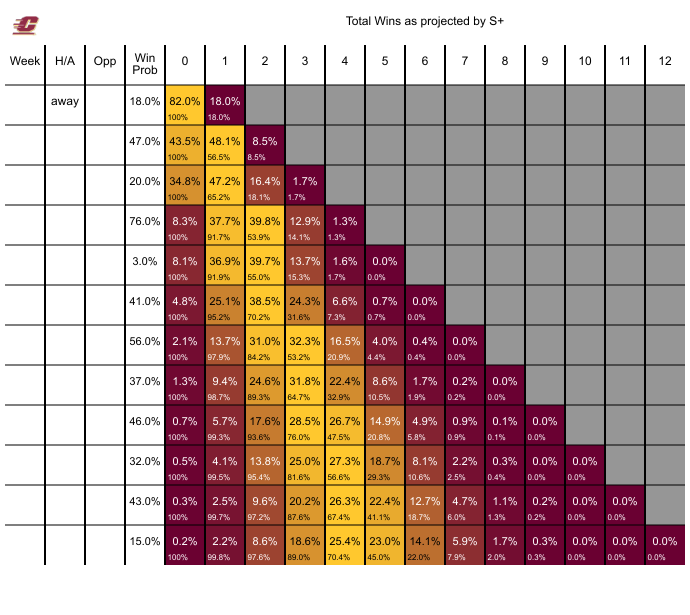 C
Total Wins as projected by S+
Week H/A Opp Win Prob 0 1 2 3 4 5 6 7 8 9 10 11 12
away 18.0% 82.0% 18.0%
100% 18.0%
47.0% 43.5% 48.1% 8.5%
100% 56.5% 8.5%
20.0% 34.8% 47.2% 16.4% 1.7%
100% 65.2% 18.1% 1.7%
76.0% 8.3% 37.7% 39.8% 12.9% 1.3%
100% 91.7% 53.9% 14.1% 1.3%
3.0% 8.1% 36.9% 39.7% 13.7% 1.6% 0.0%
100% 91.9% 55.0% 15.3% 1.7% 0.0%
41.0% 4.8% 25.1% 38.5% 24.3% 6.6% 0.7% 0.0%
100% 95.2% 70.2% 31.6% 7.3% 0.7% 0.0%
56.0% 2.1% 13.7% 31.0% 32.3% 16.5% 4.0% 0.4% 0.0%
100% 97.9% 84.2% 53.2% 20.9% 4.4% 0.4% 0.0%
37.0% 1.3% 9.4% 24.6% 31.8% 22.4% 8.6% 1.7% 0.2% 0.0%
100% 98.7% 89.3% 64.7% 32.9% 10.5% 1.9% 0.2% 0.0%
46.0% 0.7% 5.7% 17.6% 28.5% 26.7% 14.9% 4.9% 0.9% 0.1% 0.0%
100% 99.3% 93.6% 76.0% 47.5% 20.8% 5.8% 0.9% 0.1% 0.0%
32.0% 0.5% 4.1% 13.8% 25.0% 27.3% 18.7% 8.1% 2.2% 0.3% 0.0% 0.0%
100% 99.5% 95.4% 81.6% 56.6% 29.3% 10.6% 2.5% 0.4% 0.0% 0.0%
43.0% 0.3% 2.5% 9.6% 20.2% 26.3% 22.4% 12.7% 4.7% 1.1% 0.2% 0.0% 0.0%
100% 99.7% 97.2% 87.6% 67.4% 41.1% 18.7% 6.0% 1.3% 0.2% 0.0% 0.0%
15.0% 0.2% 2.2% 8.6% 18.6% 25.4% 23.0% 14.1% 5.9% 1.7% 0.3% 0.0% 0.0% 0.0%
100% 99.8% 97.6% 89.0% 70.4% 45.0% 22.0% 7.9% 2.0% 0.3% 0.0% 0.0% 0.0%